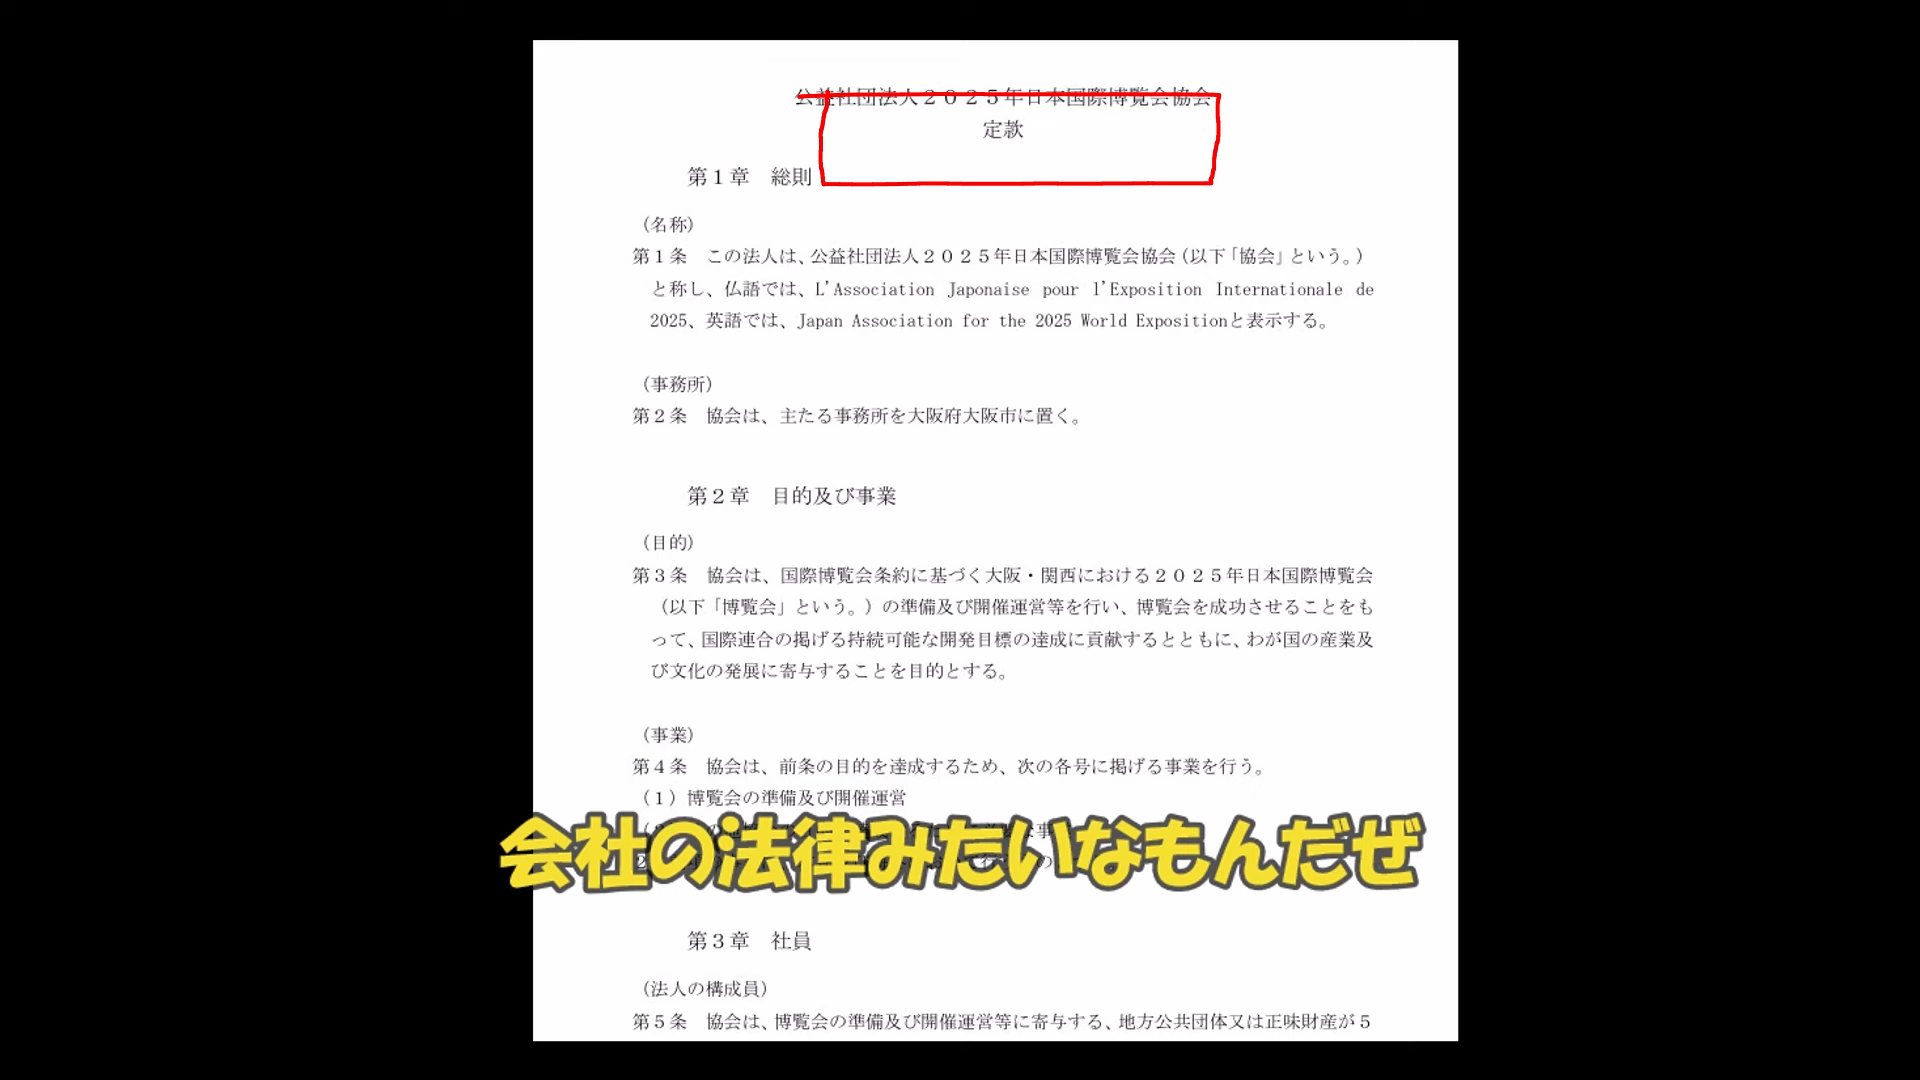 公益社団法人２０２５年日本国際博覧会協会
定款
第１章　総則
（名称）
第１条　この法人は、公益社団法人２０２５年日本国際博覧会協会（以下「協会」という。）
と称し、仏語では、L'Association Japonaise pour l'Exposition Internationale de
2025、英語では、Japan Association for the 2025 World Expositionと表示する。
（事務所）
第２条　協会は、主たる事務所を大阪府大阪市に置く。
第２章　目的及び事業
（目的）
第３条　協会は、国際博覧会条約に基づく大阪・関西における２０２５年日本国際博覧会
（以下「博覧会」という。）の準備及び開催運営等を行い、博覧会を成功させることをも
って、国際連合の掲げる持続可能な開発目標の達成に貢献するとともに、わが国の産業及
び文化の発展に寄与することを目的とする。
（事業）
第４条　協会は、前条の目的を達成するため、次の各号に掲げる事業を行う。
（１）博覧会の準備及び開催運営
会社の法律みたいなもんだぜ
第３章　社員
（法人の構成員）
第５条　協会は、博覧会の準備及び開催運営等に寄与する、地方公共団体又は正味財産が５